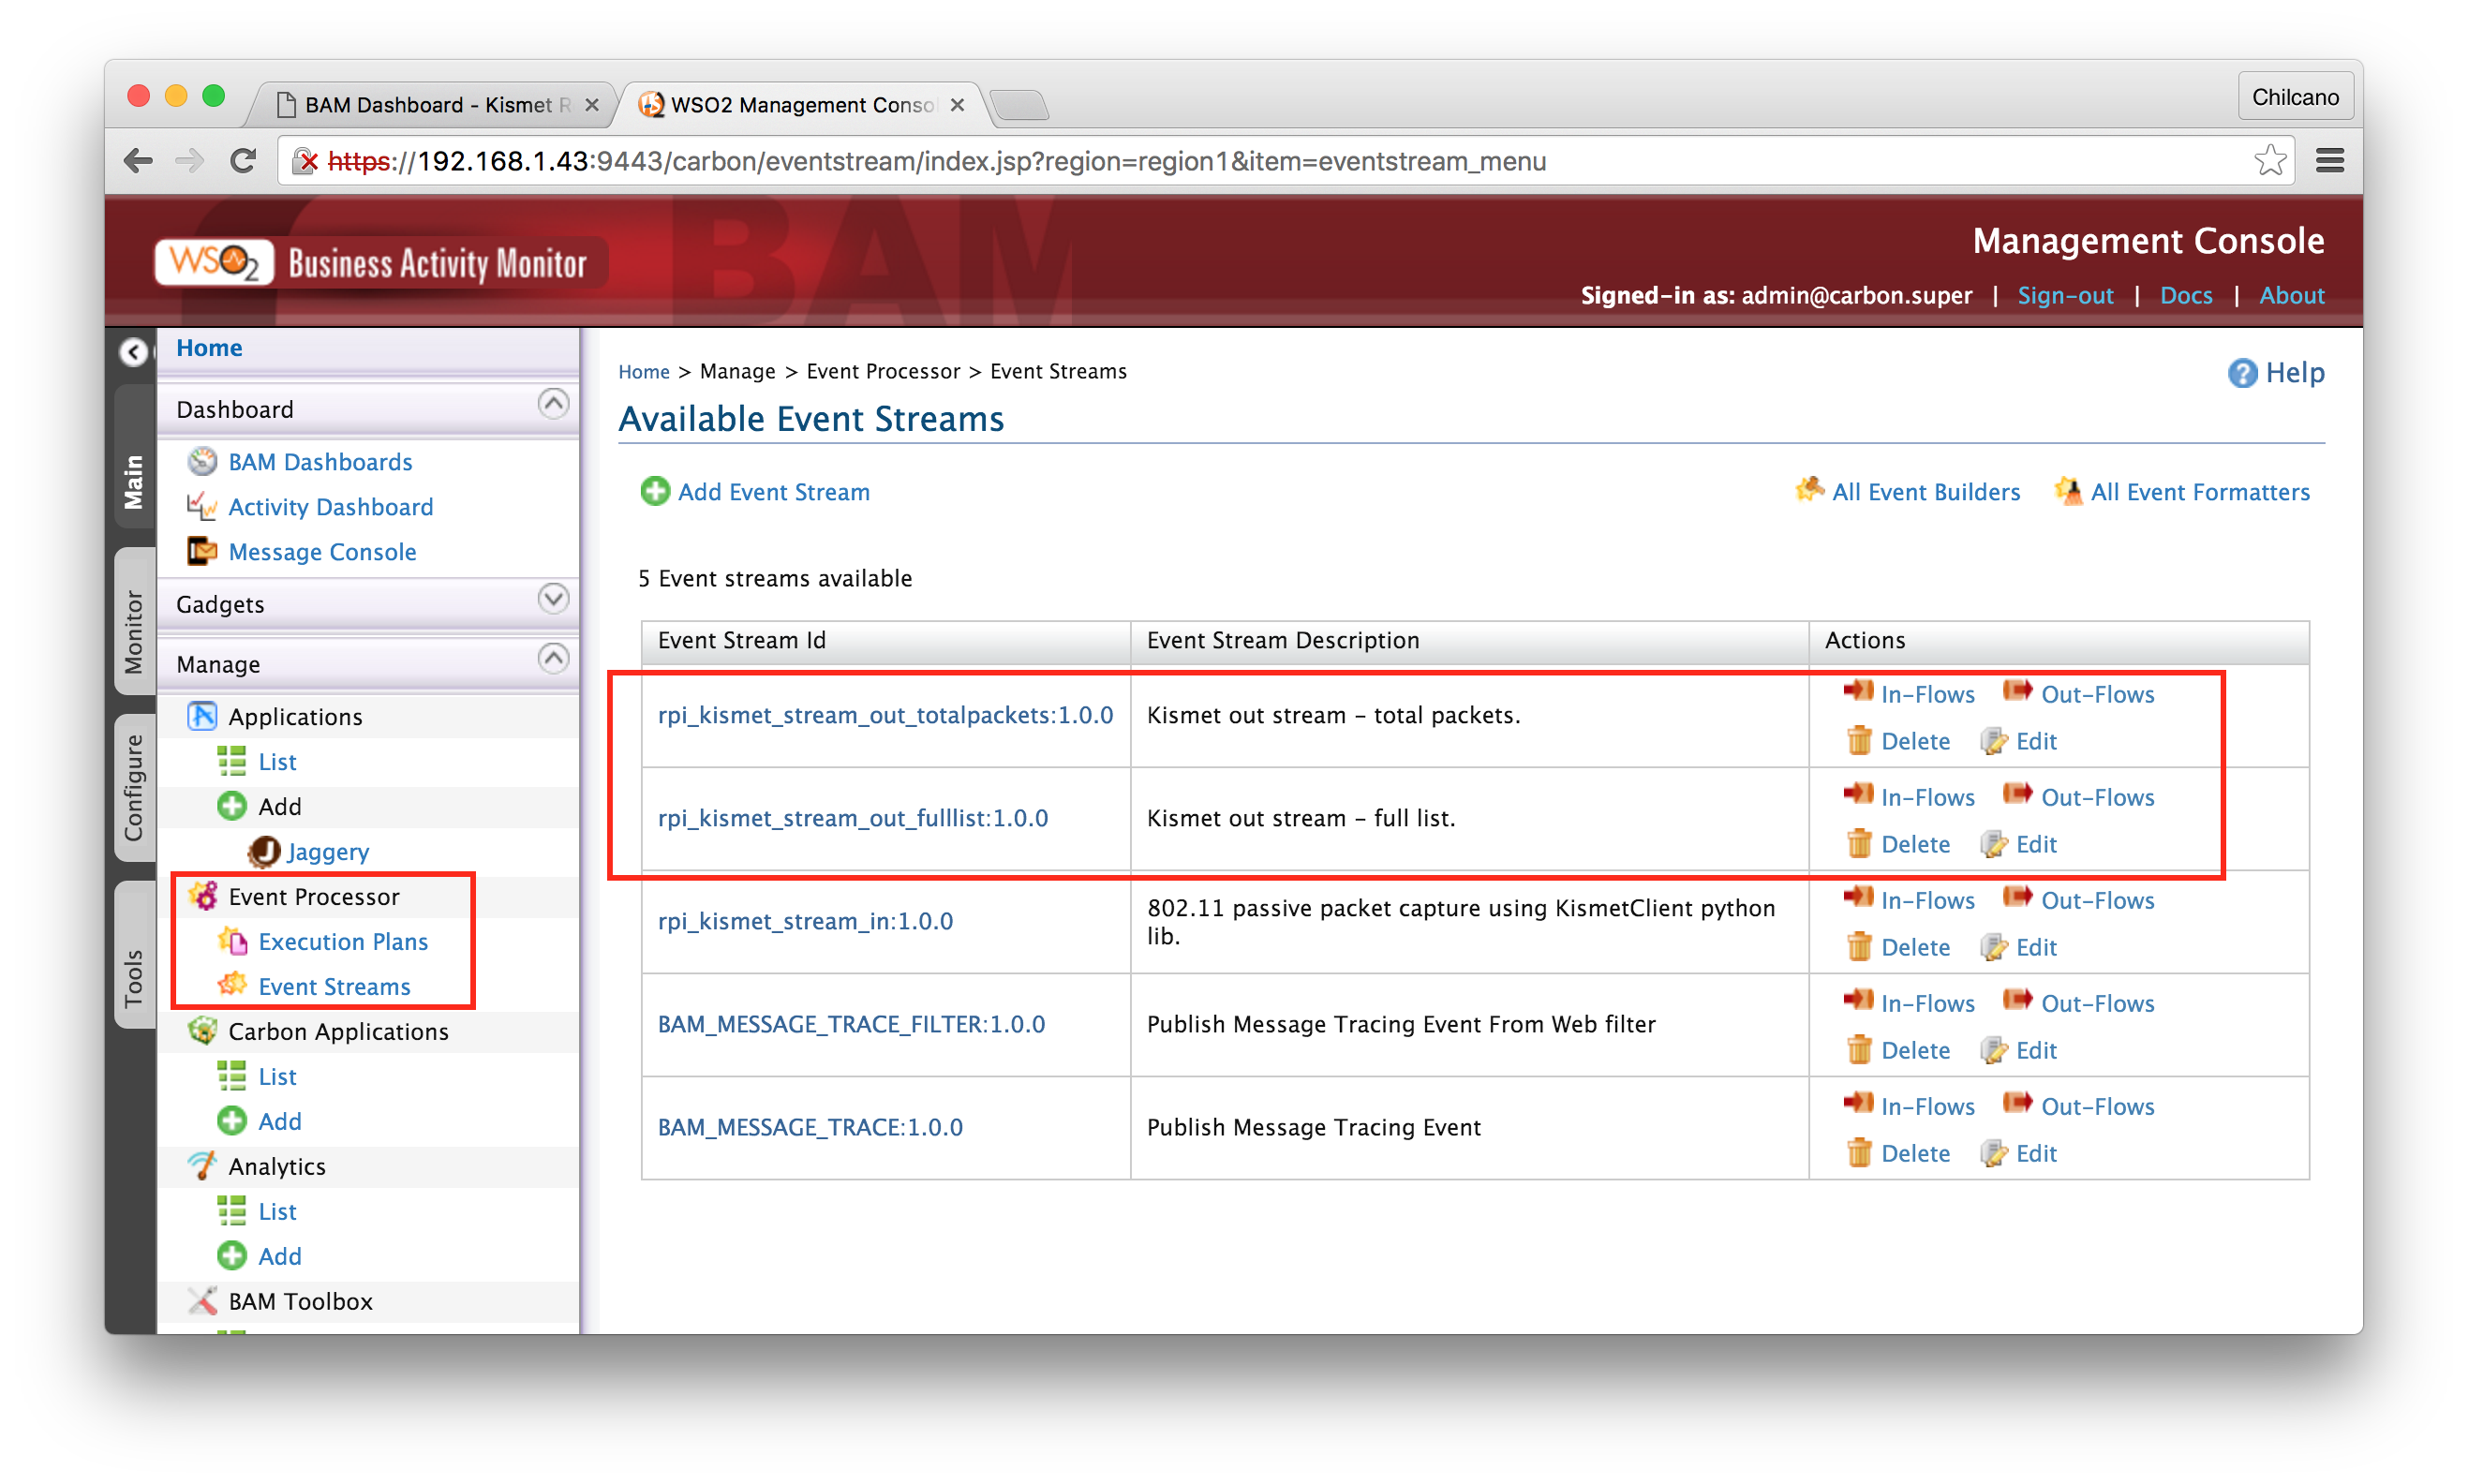 BAM Dashboard - Kismet R
WSO2 Management Conso
Chilcano
https://192.168.1.43:9443/carbon/eventstream/index.jsp?region=region1&item=eventstream_menu
WSO2 Business Activity Monitor
BAM
Management Console
Signed-in as: admin@carbon.super | Sign-out | Docs | About
Main
Monitor
Configure
Tools
Home
Dashboard
BAM Dashboards
Activity Dashboard
Message Console
Gadgets
Manage
Applications
List
Add
Jaggery
Event Processor
Execution Plans
Event Streams
Carbon Applications
List
Add
Analytics
List
Add
BAM Toolbox
Home > Manage > Event Processor > Event Streams
Help
Available Event Streams
Add Event Stream
All Event Builders
All Event Formatters
5 Event streams available
Event Stream Id Event Stream Description Actions
rpi_kismet_stream_out_totalpackets:1.0.0 Kismet out stream – total packets.
In-Flows Out-Flows
Delete Edit
rpi_kismet_stream_out_fulllist:1.0.0 Kismet out stream – full list.
In-Flows Out-Flows
Delete Edit
rpi_kismet_stream_in:1.0.0
802.11 passive packet capture using KismetClient python
lib.
In-Flows Out-Flows
Delete Edit
BAM_MESSAGE_TRACE_FILTER:1.0.0 Publish Message Tracing Event From Web filter
In-Flows Out-Flows
Delete Edit
BAM_MESSAGE_TRACE:1.0.0 Publish Message Tracing Event
In-Flows Out-Flows
Delete Edit